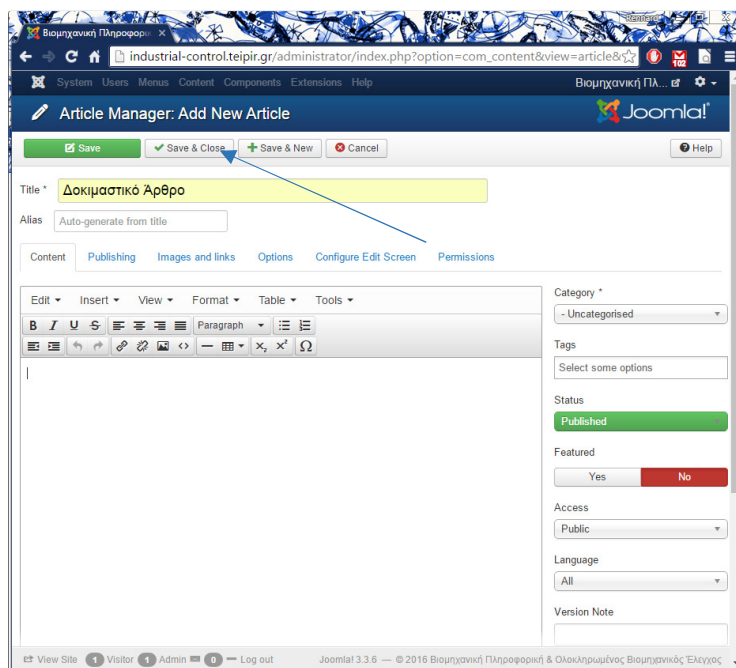 Βιομηχανική Πληροφορι
industrial-control.teipir.gr/administrator/index.php?option=com_content&view=article&
102
System Users Menus Content Components Extensions Help
Βιομηχανική Πλ...
Article Manager: Add New Article
Joomla!
Save
Save & Close
Save & New
Cancel
Help
Title *
Δοκιμαστικό Άρθρο
Alias
Auto-generate from title
Content Publishing Images and links Options Configure Edit Screen Permissions
Edit Insert View Format Table Tools
B I U S Paragraph
x₂ x² Ω
Category *
- Uncategorised
Tags
Select some options
Status
Published
Featured
Yes No
Access
Public
Language
All
Version Note
View Site 1 Visitor 1 Admin 0 Log out
Joomla! 3.3.6 — © 2016 Βιομηχανική Πληροφορική & Ολοκληρωμένος Βιομηχανικός Έλεγχος